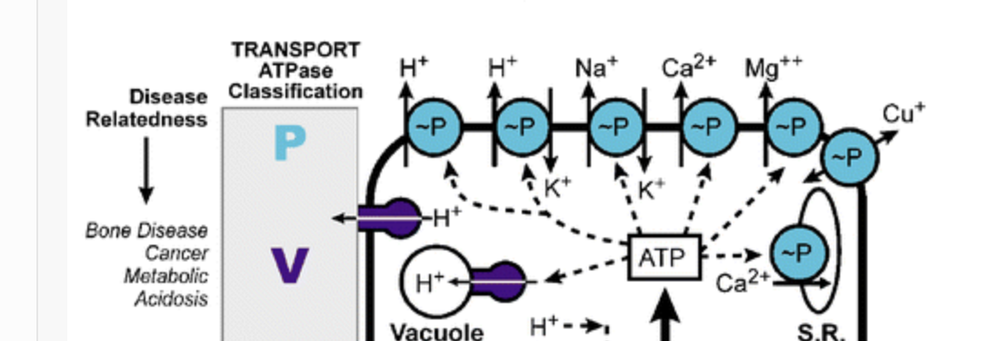 TRANSPORT
ATPase
Classification
Disease
Relatedness
Bone Disease
Cancer
Metabolic
Acidosis
P
V
H⁺
H⁺
Na⁺
Ca²⁺
Mg⁺⁺
Cu⁺
~P
~P
~P
~P
~P
~P
K⁺
K⁺
H⁺
ATP
~P
H⁺
Ca²⁺
Vacuole
H⁺
S.R.